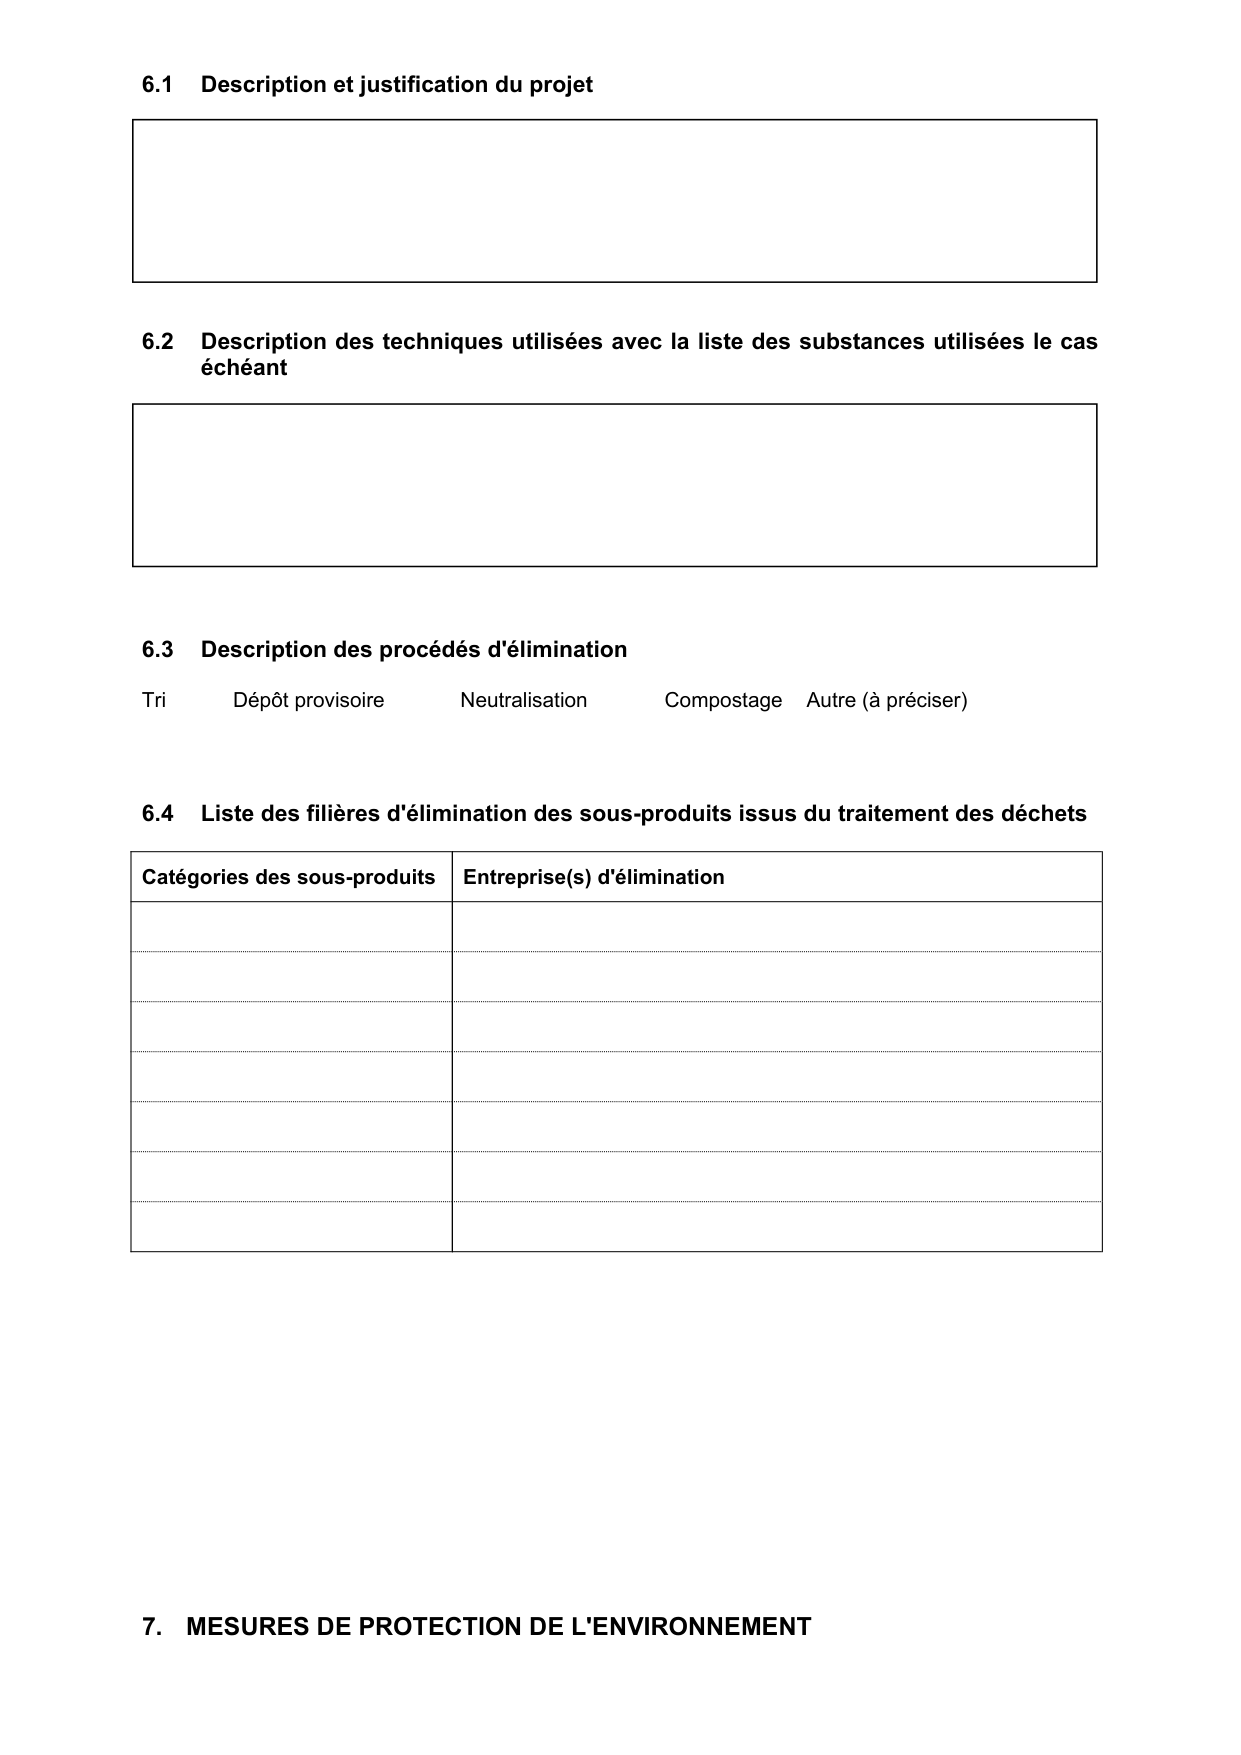 6.1 Description et justification du projet
6.2 Description des techniques utilisées avec la liste des substances utilisées le cas
échéant
6.3 Description des procédés d'élimination
Tri Dépôt provisoire Neutralisation Compostage Autre (à préciser)
6.4 Liste des filières d'élimination des sous-produits issus du traitement des déchets
Catégories des sous-produits Entreprise(s) d'élimination
7. MESURES DE PROTECTION DE L'ENVIRONNEMENT